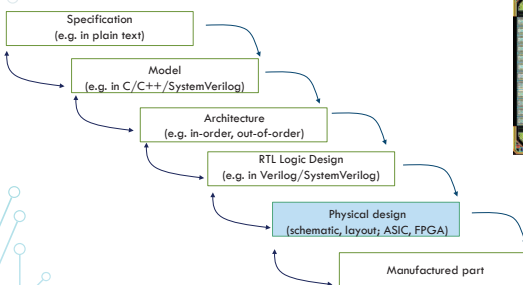 Specification
(e.g. in plain text)
Model
(e.g. in C/C++/SystemVerilog)
Architecture
(e.g. in-order, out-of-order)
RTL Logic Design
(e.g. in Verilog/SystemVerilog)
Physical design
(schematic, layout; ASIC, FPGA)
Manufactured part